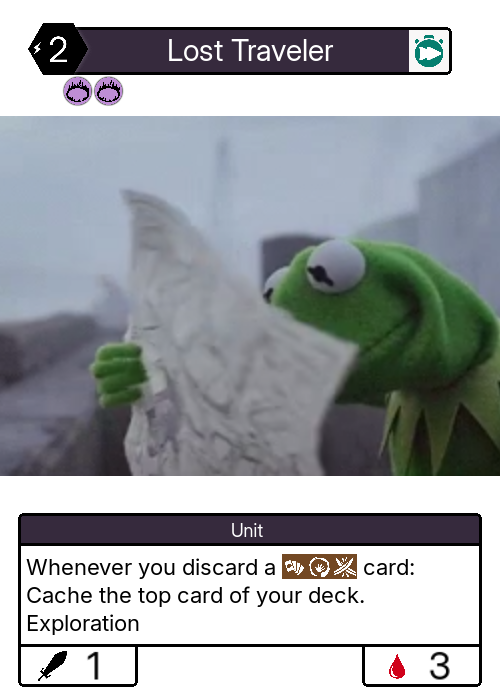 2
Lost Traveler
Unit
Whenever you discard a card:
Cache the top card of your deck.
Exploration
1
3